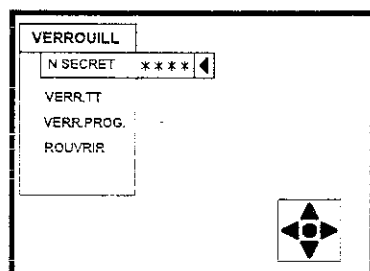 VERROUILL
N SECRET ****
VERR.TT
VERR.PROG.
ROUVRIR